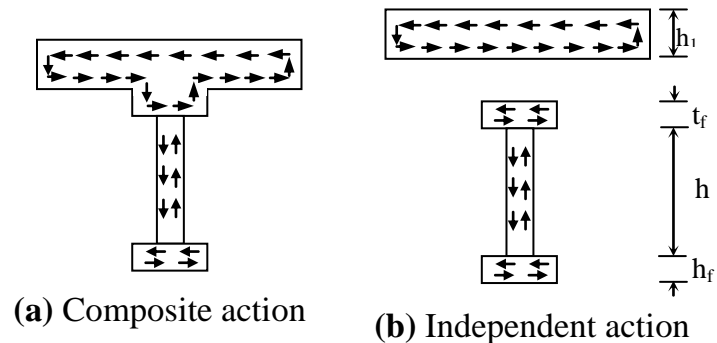 h₁
t_f
h
h_f
(a) Composite action
(b) Independent action